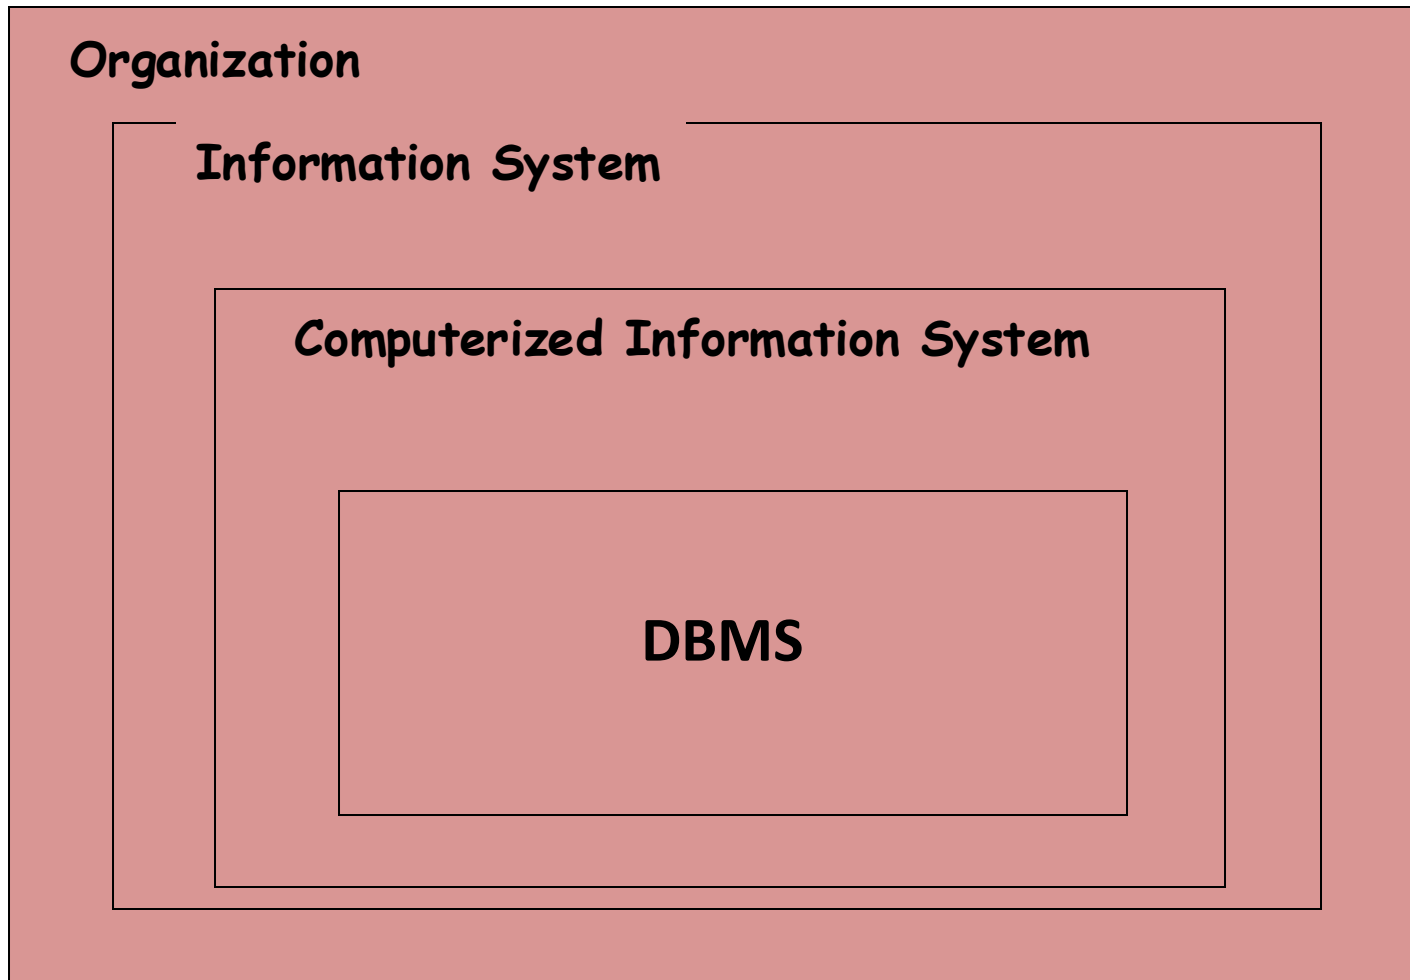 Organization
Information System
Computerized Information System
DBMS